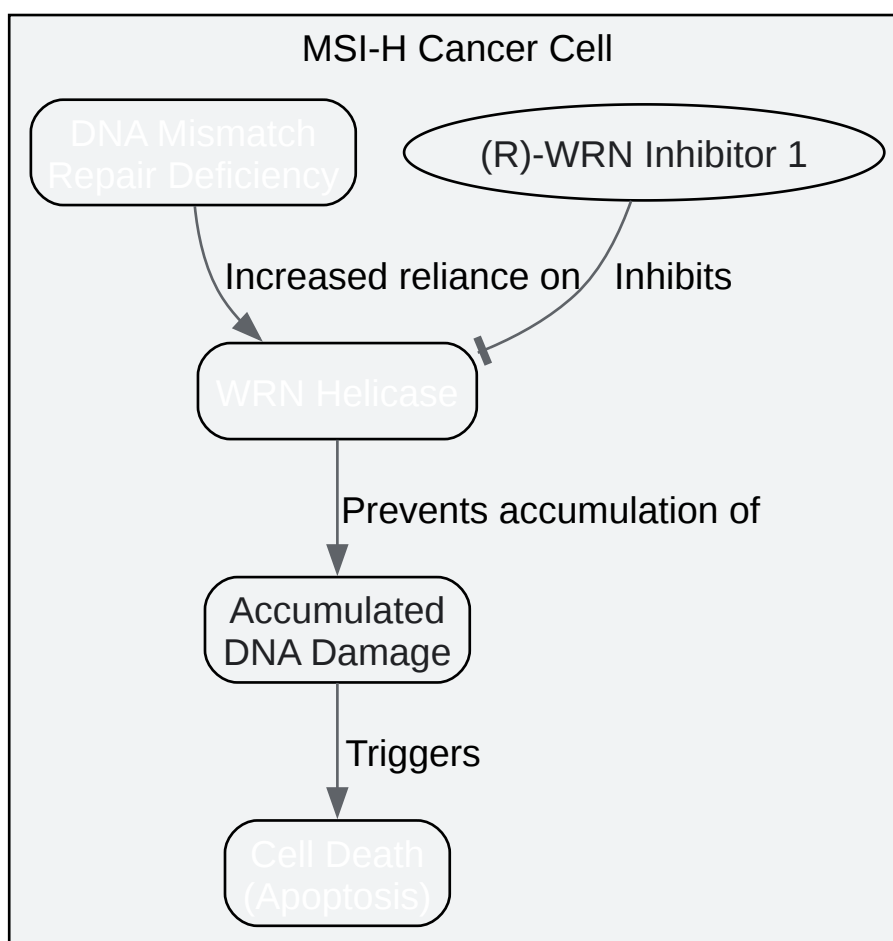 MSI-H Cancer Cell
DNA Mismatch
Repair Deficiency
(R)-WRN Inhibitor 1
Increased reliance on
Inhibits
WRN Helicase
Prevents accumulation of
Accumulated
DNA Damage
Triggers
Cell Death
(Apoptosis)